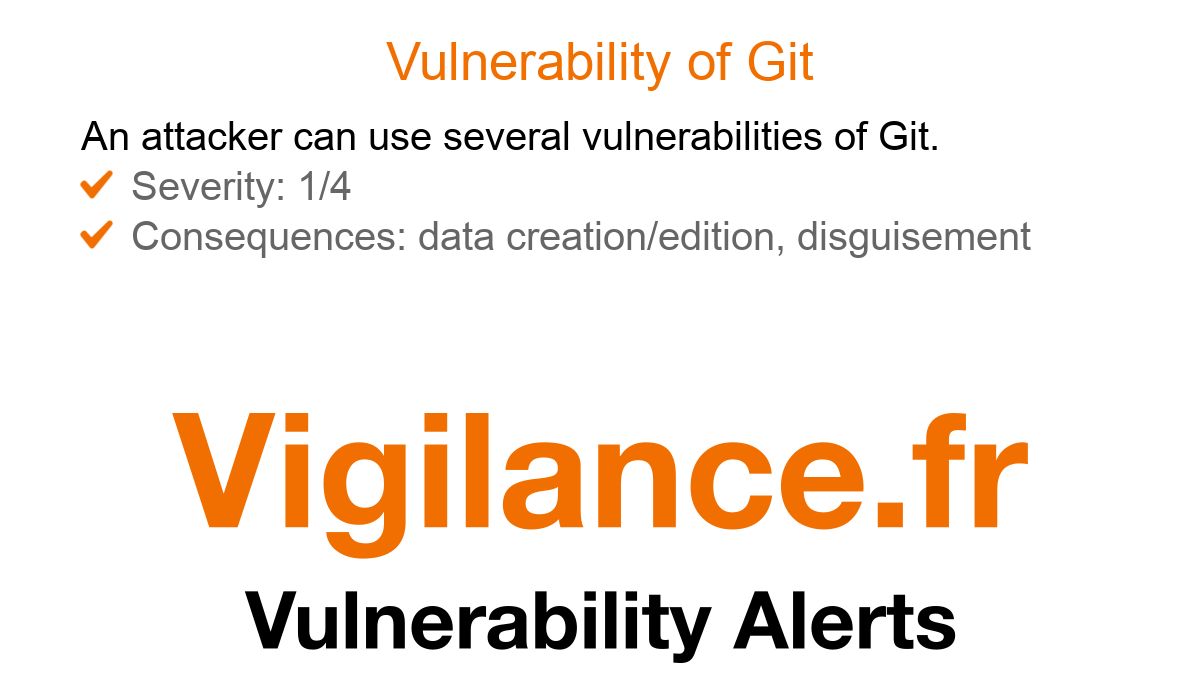 Vulnerability of Git
An attacker can use several vulnerabilities of Git.
Severity: 1/4
Consequences: data creation/edition, disguisement
Vigilance.fr
Vulnerability Alerts